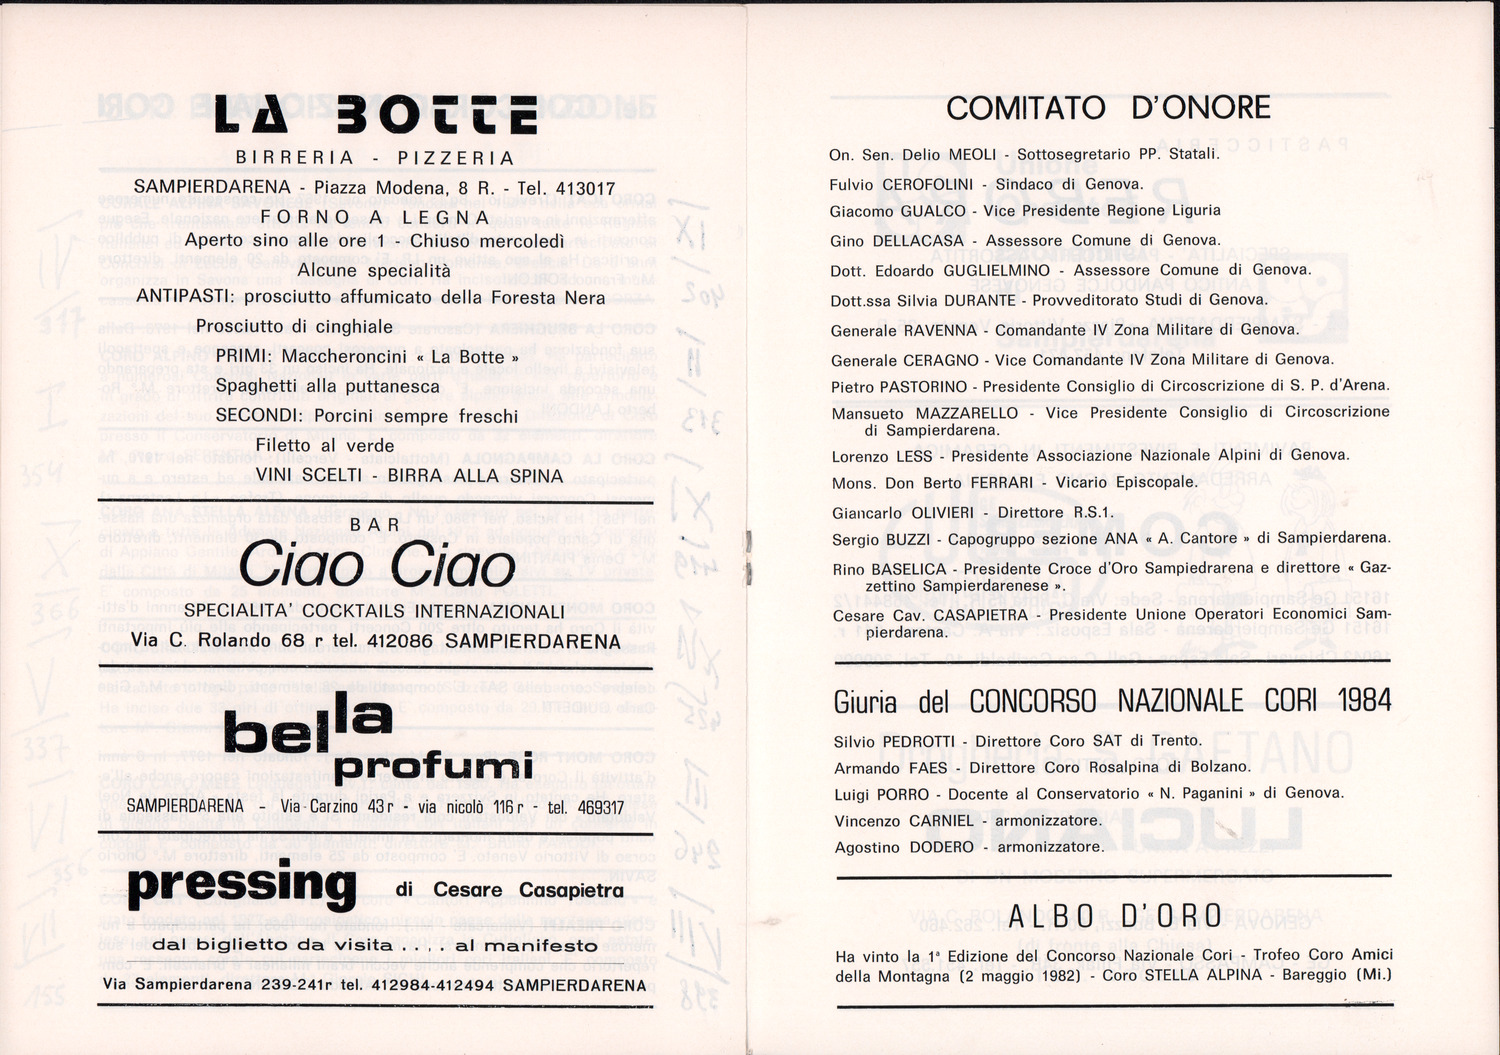 LA BOTTE
BIRRERIA - PIZZERIA
SAMPIERDARENA - Piazza Modena, 8 R. - Tel. 413017
FORNO A LEGNA
Aperto sino alle ore 1 - Chiuso mercoledì
Alcune specialità
ANTIPASTI: prosciutto affumicato della Foresta Nera
Prosciutto di cinghiale
PRIMI: Maccheroncini « La Botte »
Spaghetti alla puttanesca
SECONDI: Porcini sempre freschi
Filetto al verde
VINI SCELTI - BIRRA ALLA SPINA
BAR
Ciao Ciao
SPECIALITA' COCKTAILS INTERNAZIONALI
Via C. Rolando 68 r tel. 412086 SAMPIERDARENA
bella
profumi
SAMPIERDARENA - Via Carzino 43 r - via nicolò 116 r - tel. 469317
pressing di Cesare Casapietra
dal biglietto da visita ..... al manifesto
Via Sampierdarena 239-241r tel. 412984-412494 SAMPIERDARENA
COMITATO D'ONORE
On. Sen. Delio MEOLI - Sottosegretario PP. Statali.
Fulvio CEROFOLINI - Sindaco di Genova.
Giacomo GUALCO - Vice Presidente Regione Liguria
Gino DELLACASA - Assessore Comune di Genova.
Dott. Edoardo GUGLIELMINO - Assessore Comune di Genova.
Dott.ssa Silvia DURANTE - Provveditorato Studi di Genova.
Generale RAVENNA - Comandante IV Zona Militare di Genova.
Generale CERAGNO - Vice Comandante IV Zona Militare di Genova.
Pietro PASTORINO - Presidente Consiglio di Circoscrizione di S. P. d'Arena.
Mansueto MAZZARELLO - Vice Presidente Consiglio di Circoscrizione
di Sampierdarena.
Lorenzo LESS - Presidente Associazione Nazionale Alpini di Genova.
Mons. Don Berto FERRARI - Vicario Episcopale.
Giancarlo OLIVIERI - Direttore R.S.1.
Sergio BUZZI - Capogruppo sezione ANA « A. Cantore » di Sampierdarena.
Rino BASELICA - Presidente Croce d'Oro Sampiedrarena e direttore « Gaz-
zettino Sampierdarenese ».
Cesare Cav. CASAPIETRA - Presidente Unione Operatori Economici Sam-
pierdarena.
Giuria del CONCORSO NAZIONALE CORI 1984
Silvio PEDROTTI - Direttore Coro SAT di Trento.
Armando FAES - Direttore Coro Rosalpina di Bolzano.
Luigi PORRO - Docente al Conservatorio « N. Paganini » di Genova.
Vincenzo CARNIEL - armonizzatore.
Agostino DODERO - armonizzatore.
ALBO D'ORO
Ha vinto la 1ª Edizione del Concorso Nazionale Cori - Trofeo Coro Amici
della Montagna (2 maggio 1982) - Coro STELLA ALPINA - Bareggio (Mi.)